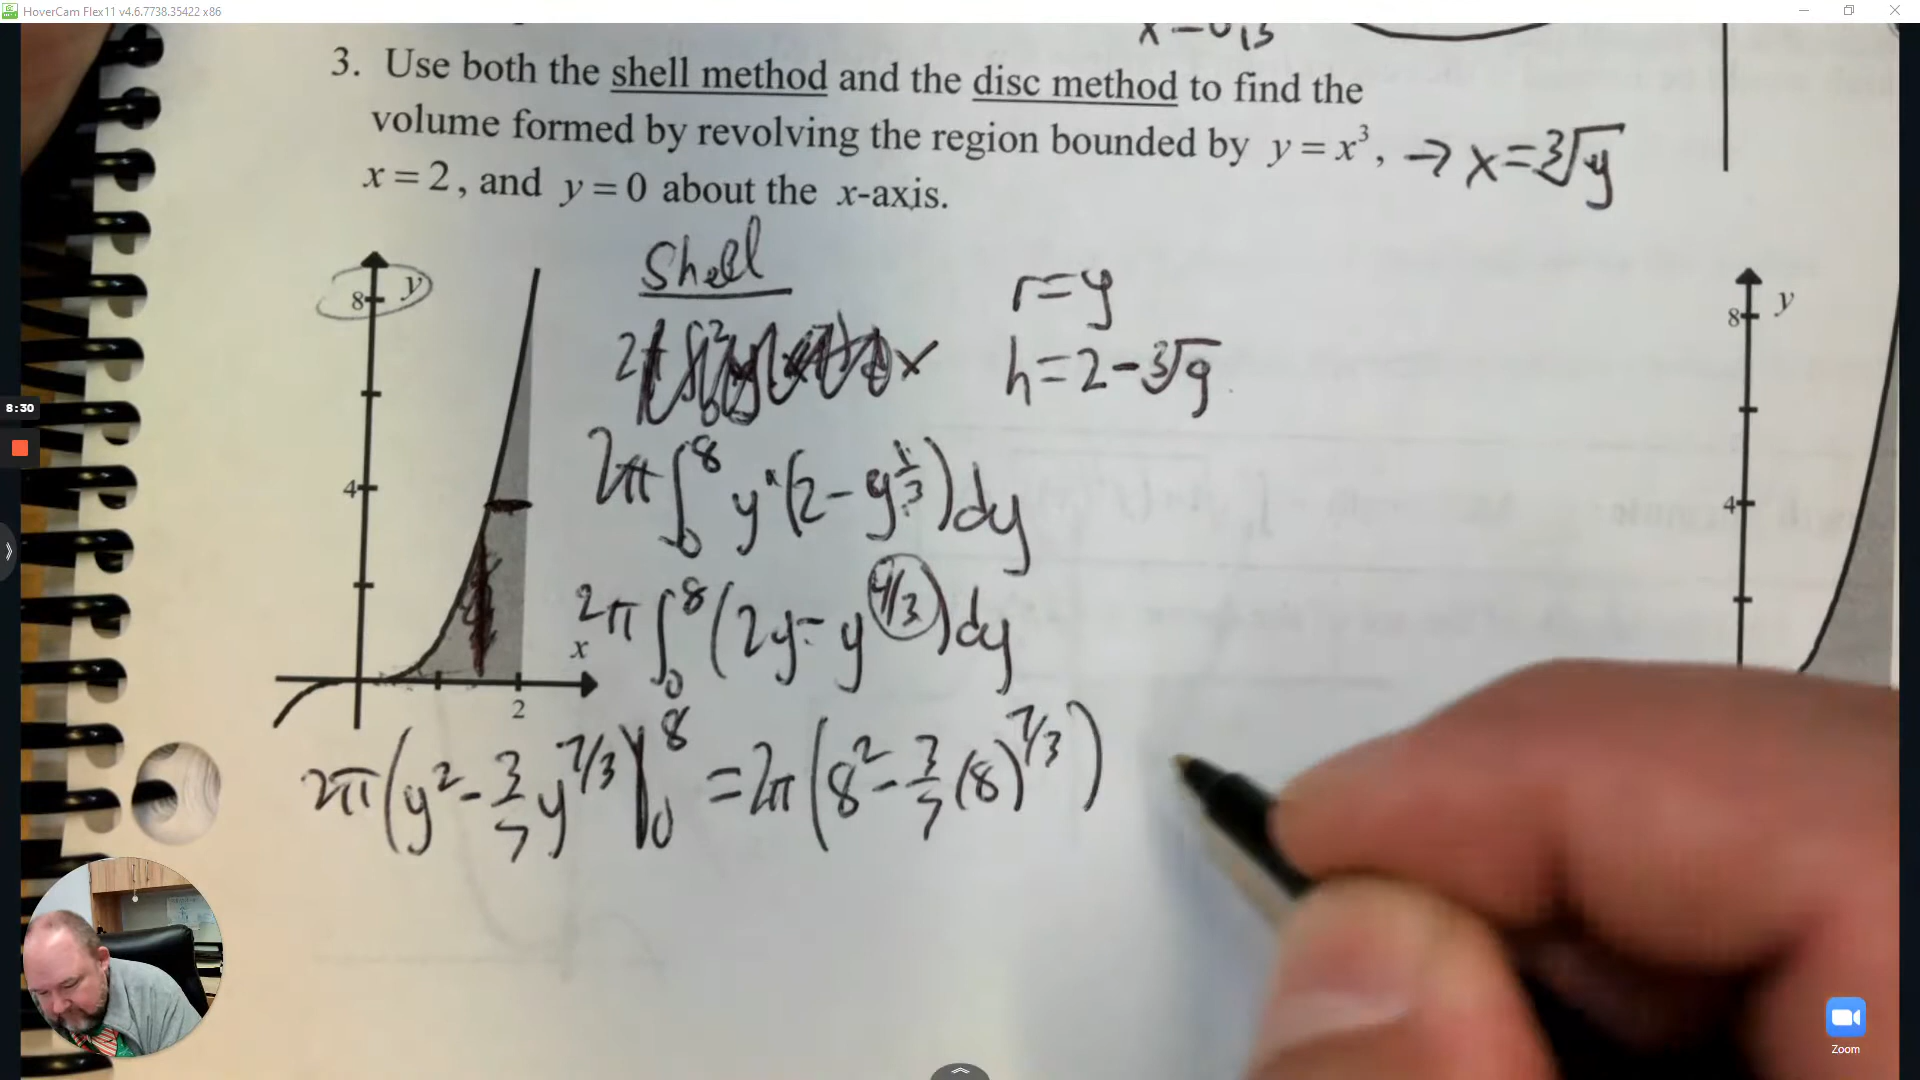 HoverCam Flex11 v4.6.7738.35422 x86
3. Use both the shell method and the disc method to find the
volume formed by revolving the region bounded by y = x³, → x = ∛y
x = 2, and y = 0 about the x-axis.
Shell
r = y
h = 2 - ∛y
2π ∫₀⁸ y·(2 - y^{1/3}) dy
2π ∫₀⁸ (2y - y^{4/3}) dy
2π (y² - 3/7 y^{7/3})|₀⁸ = 2π (8² - 3/7 (8)^{7/3})
8 y
4
x
2
8 y
4
8:30
Zoom